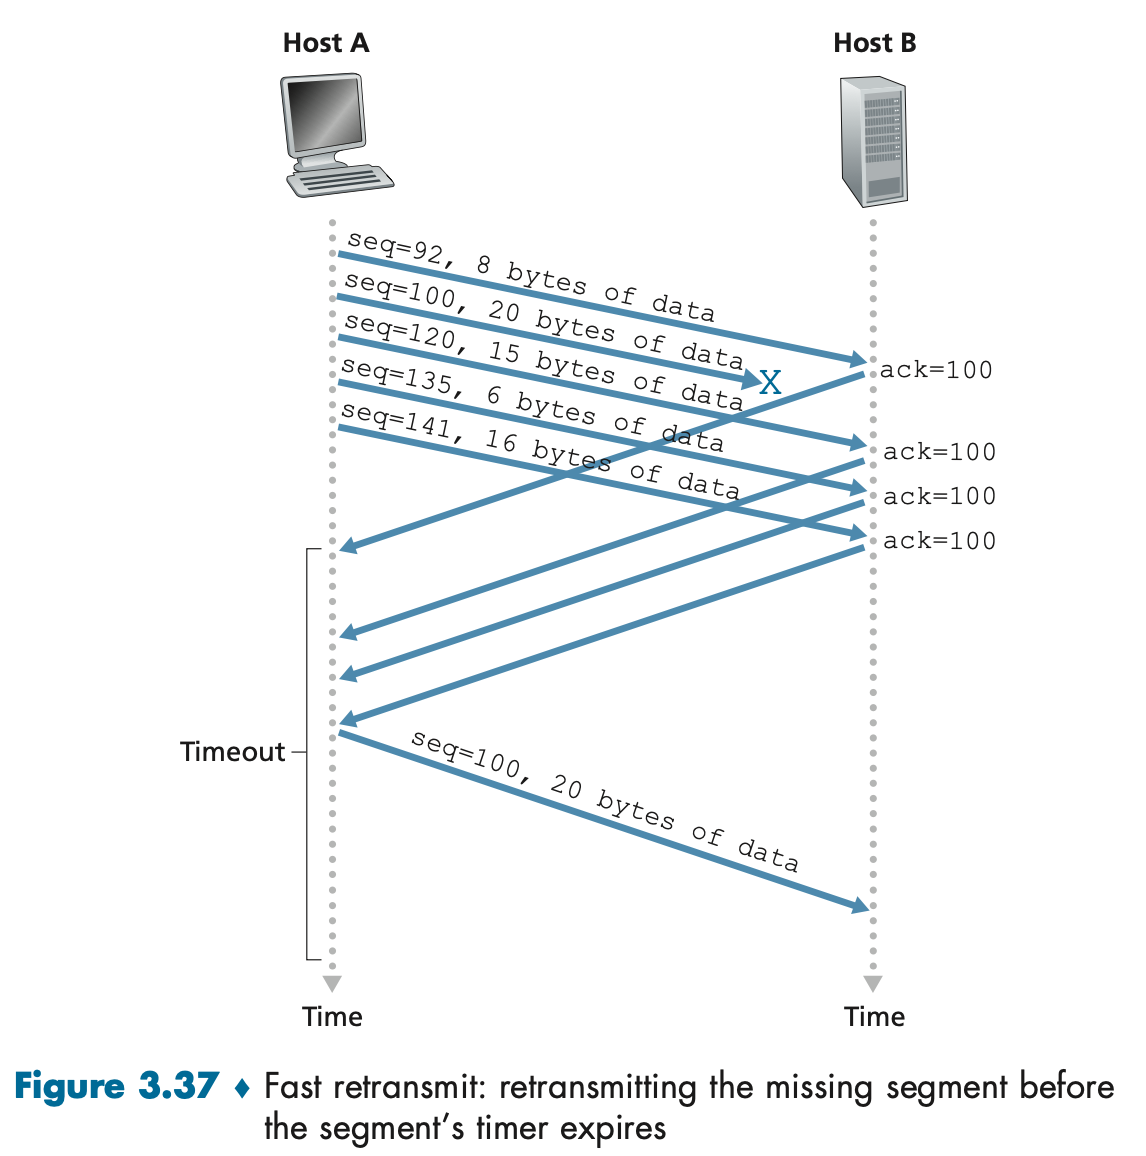 Host A
Host B
seq=92, 8 bytes of data
seq=100, 20 bytes of data
seq=120, 15 bytes of data
seq=135, 6 bytes of data
seq=141, 16 bytes of data
X
ack=100
ack=100
ack=100
ack=100
Timeout
seq=100, 20 bytes of data
Time
Time
Figure 3.37 ♦ Fast retransmit: retransmitting the missing segment before
the segment’s timer expires